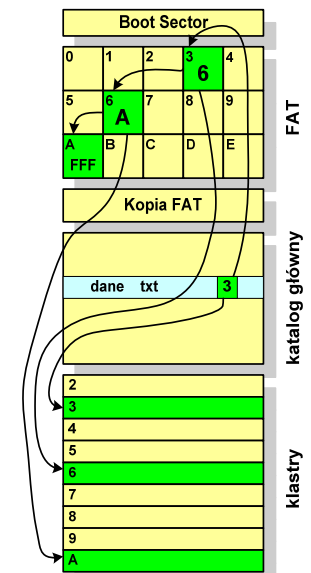 Boot Sector
0 1 2 3 4
6
5 6 7 8 9
A
A B C D E
FFF
FAT
Kopia FAT
dane txt 3
katalog główny
2
3
4
5
6
7
8
9
A
klastry